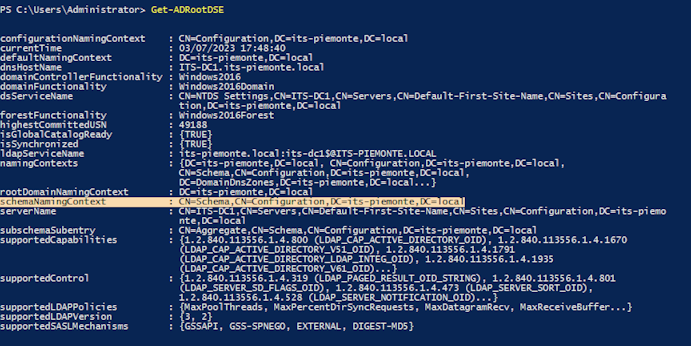 PS C:\Users\Administrator> Get-ADRootDSE
configurationNamingContext : CN=Configuration,DC=its-piemonte,DC=local
currentTime : 03/07/2023 17:48:40
defaultNamingContext : DC=its-piemonte,DC=local
dnsHostName : ITS-DC1.its-piemonte.local
domainControllerFunctionality : Windows2016
domainFunctionality : Windows2016Domain
dsServiceName : CN=NTDS Settings,CN=ITS-DC1,CN=Servers,CN=Default-First-Site-Name,CN=Sites,CN=Configura
tion,DC=its-piemonte,DC=local
forestFunctionality : Windows2016Forest
highestCommittedUSN : 49188
isGlobalCatalogReady : {TRUE}
isSynchronized : {TRUE}
ldapServiceName : its-piemonte.local:its-dc1$@ITS-PIEMONTE.LOCAL
namingContexts : {DC=its-piemonte,DC=local, CN=Configuration,DC=its-piemonte,DC=local,
CN=Schema,CN=Configuration,DC=its-piemonte,DC=local,
DC=DomainDnsZones,DC=its-piemonte,DC=local...}
rootDomainNamingContext : DC=its-piemonte,DC=local
schemaNamingContext : CN=Schema,CN=Configuration,DC=its-piemonte,DC=local
serverName : CN=ITS-DC1,CN=Servers,CN=Default-First-Site-Name,CN=Sites,CN=Configuration,DC=its-piemo
nte,DC=local
subschemaSubentry : CN=Aggregate,CN=Schema,CN=Configuration,DC=its-piemonte,DC=local
supportedCapabilities : {1.2.840.113556.1.4.800 (LDAP_CAP_ACTIVE_DIRECTORY_OID), 1.2.840.113556.1.4.1670
(LDAP_CAP_ACTIVE_DIRECTORY_V51_OID), 1.2.840.113556.1.4.1791
(LDAP_CAP_ACTIVE_DIRECTORY_LDAP_INTEG_OID), 1.2.840.113556.1.4.1935
(LDAP_CAP_ACTIVE_DIRECTORY_V61_OID)...}
supportedControl : {1.2.840.113556.1.4.319 (LDAP_PAGED_RESULT_OID_STRING), 1.2.840.113556.1.4.801
(LDAP_SERVER_SD_FLAGS_OID), 1.2.840.113556.1.4.473 (LDAP_SERVER_SORT_OID),
1.2.840.113556.1.4.528 (LDAP_SERVER_NOTIFICATION_OID)...}
supportedLDAPPolicies : {MaxPoolThreads, MaxPercentDirSyncRequests, MaxDatagramRecv, MaxReceiveBuffer...}
supportedLDAPVersion : {3, 2}
supportedSASLMechanisms : {GSSAPI, GSS-SPNEGO, EXTERNAL, DIGEST-MD5}